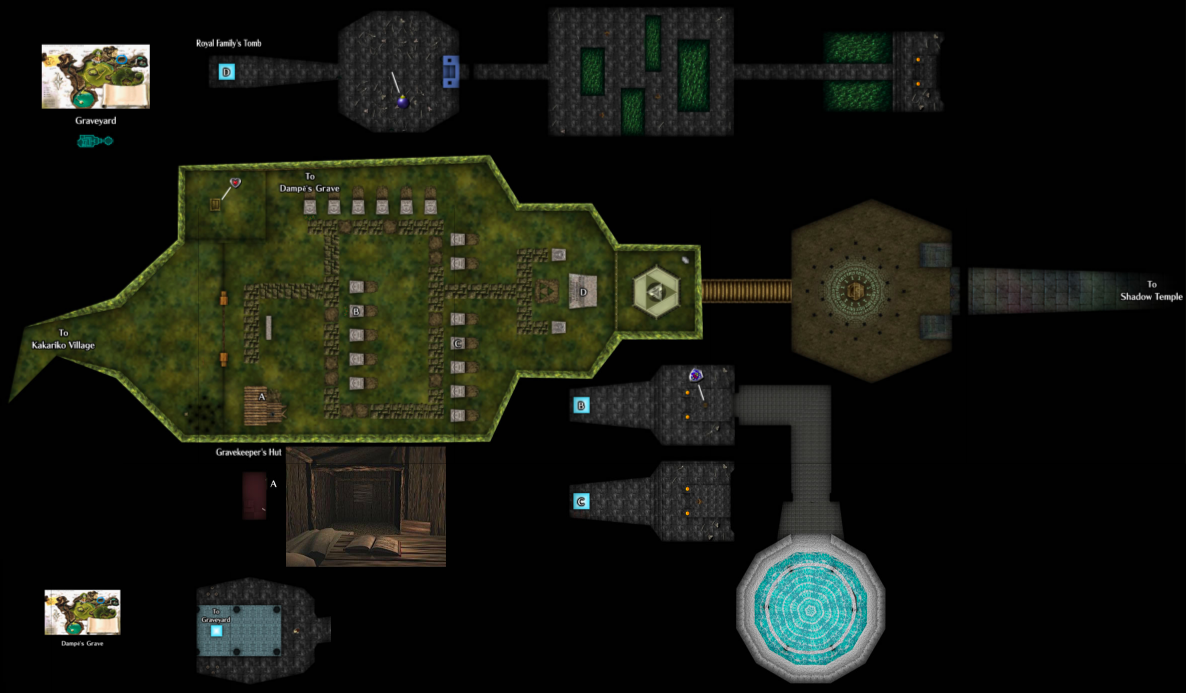 Royal Family's Tomb
D
Graveyard
To
Dampé's Grave
D
B
C
To
Kakariko Village
A
To
Shadow Temple
B
Gravekeeper's Hut
A
C
To
Graveyard
Dampé's Grave